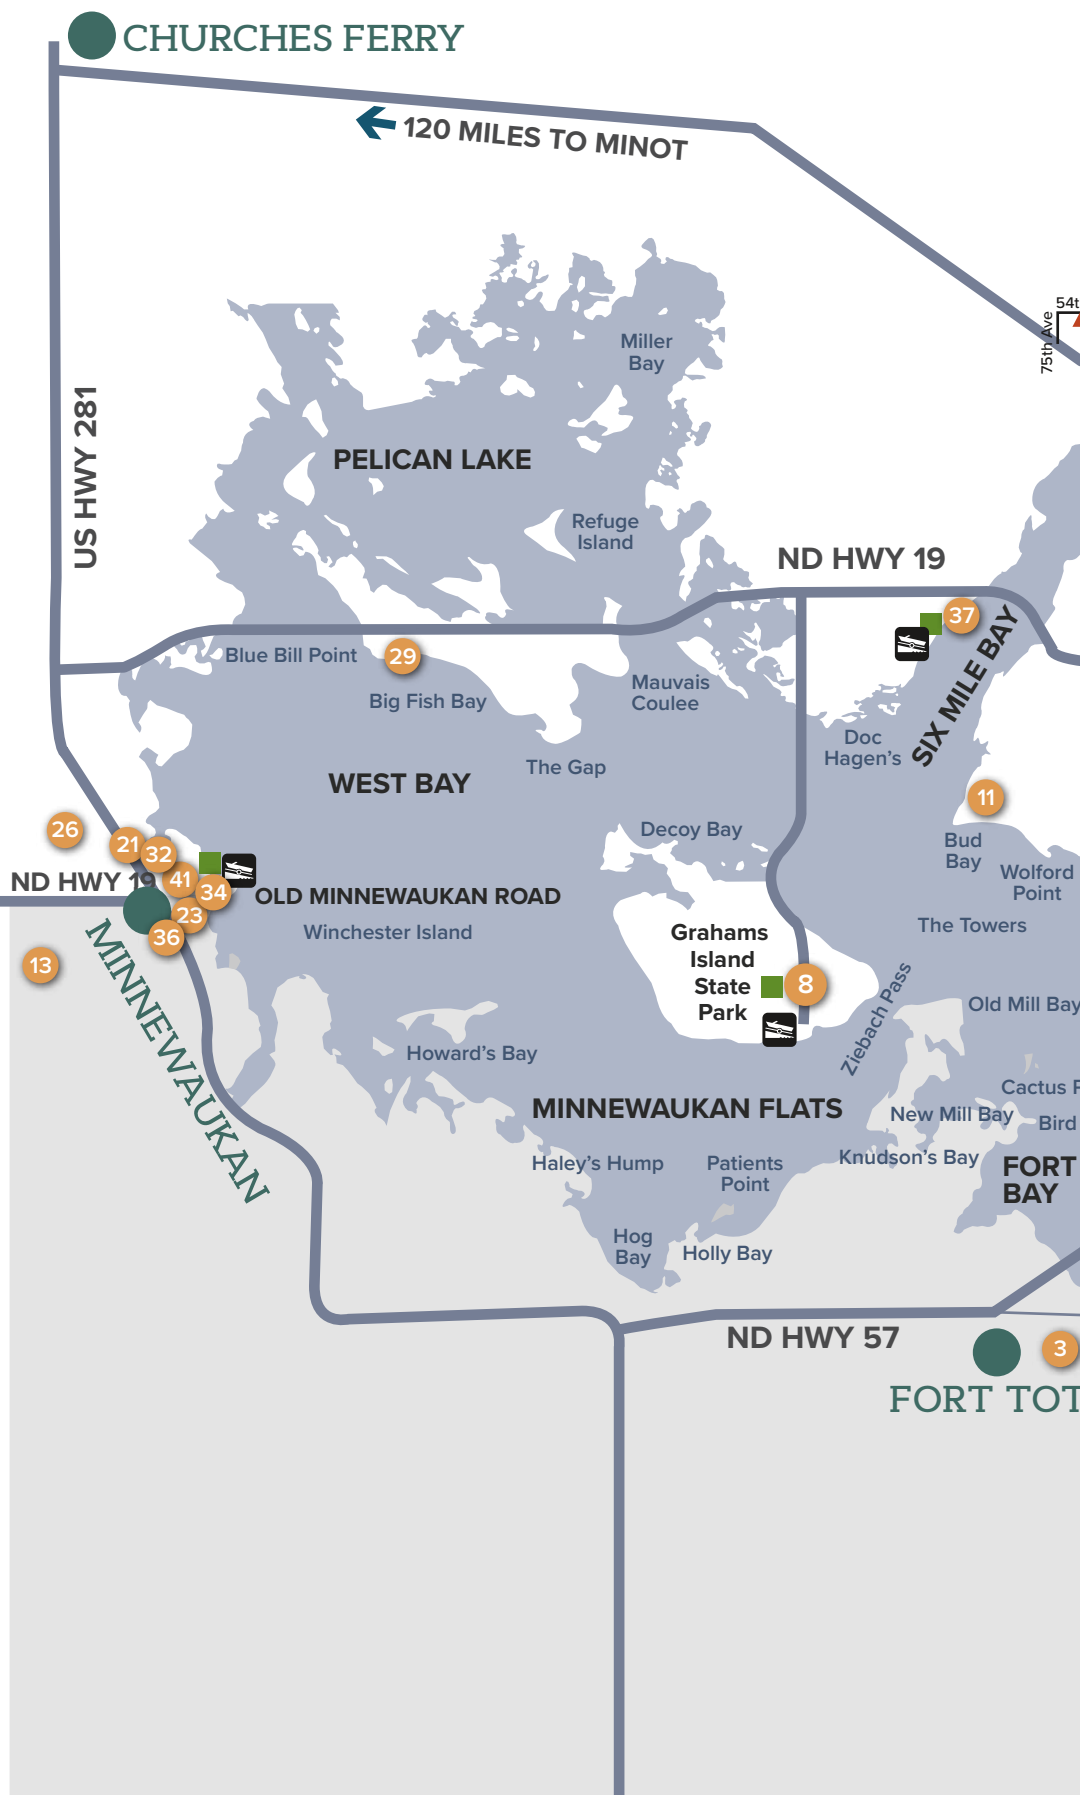 CHURCHES FERRY
120 MILES TO MINOT
54t
75th Ave
Miller
Bay
US HWY 281
PELICAN LAKE
Refuge
Island
ND HWY 19
37
SIX MILE BAY
Blue Bill Point
29
Big Fish Bay
Mauvais
Coulee
Doc
Hagen's
The Gap
WEST BAY
11
26
21
32
Decoy Bay
Bud
Bay
ND HWY 19
41
34
OLD MINNEWAUKAN ROAD
Wolford
Point
23
36
Winchester Island
The Towers
13
MINNEWAUKAN
Grahams
Island
State
Park
8
Ziebach Pass
Old Mill Bay
Howard's Bay
Cactus P
MINNEWAUKAN FLATS
New Mill Bay
Bird
Haley's Hump
Patients
Point
Knudson's Bay
FORT
BAY
Hog
Bay
Holly Bay
ND HWY 57
3
FORT TOT